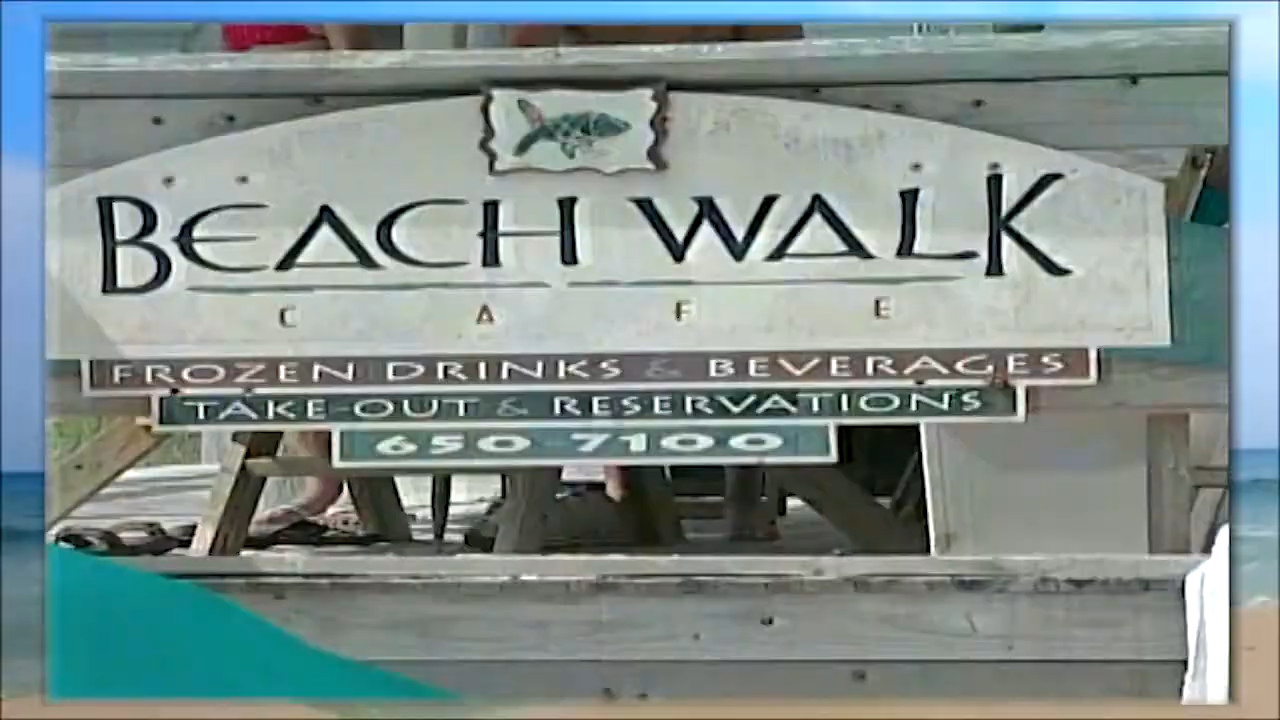 BEACH WALK
CAFE
FROZEN DRINKS & BEVERAGES
TAKE-OUT & RESERVATIONS
650-7100